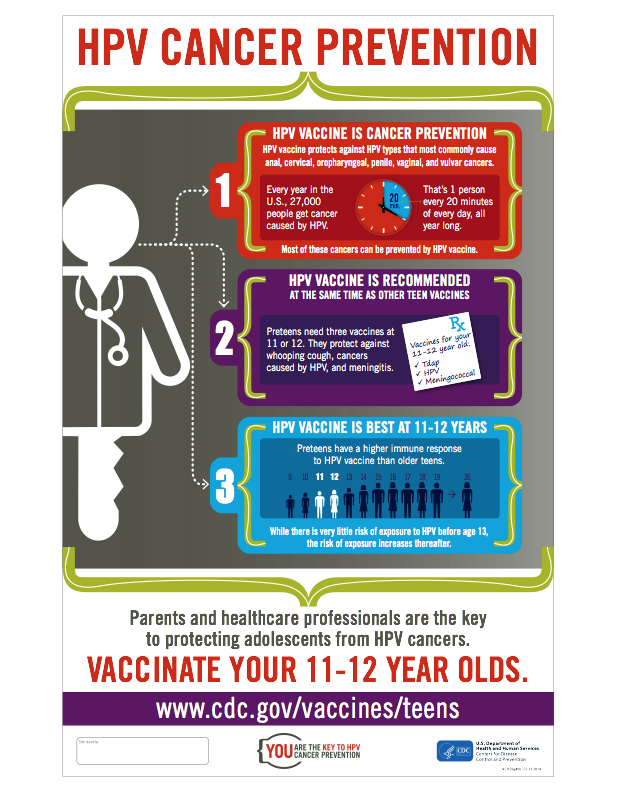 HPV CANCER PREVENTION
1
HPV VACCINE IS CANCER PREVENTION
HPV vaccine protects against HPV types that most commonly cause
anal, cervical, oropharyngeal, penile, vaginal, and vulvar cancers.
Every year in the
U.S., 27,000
people get cancer
caused by HPV.
20
min.
That's 1 person
every 20 minutes
of every day, all
year long.
Most of these cancers can be prevented by HPV vaccine.
2
HPV VACCINE IS RECOMMENDED
AT THE SAME TIME AS OTHER TEEN VACCINES
Preteens need three vaccines at
11 or 12. They protect against
whooping cough, cancers
caused by HPV, and meningitis.
Rx
Vaccines for your
11-12 year old:
✓ Tdap
✓ HPV
✓ Meningococcal
3
HPV VACCINE IS BEST AT 11-12 YEARS
Preteens have a higher immune response
to HPV vaccine than older teens.
9 10 11 12 13 14 15 16 17 18 19 26
While there is very little risk of exposure to HPV before age 13,
the risk of exposure increases thereafter.
Parents and healthcare professionals are the key
to protecting adolescents from HPV cancers.
VACCINATE YOUR 11-12 YEAR OLDS.
www.cdc.gov/vaccines/teens
YOU ARE THE KEY TO HPV
CANCER PREVENTION
CDC
U.S. Department of
Health and Human Services
Centers for Disease
Control and Prevention